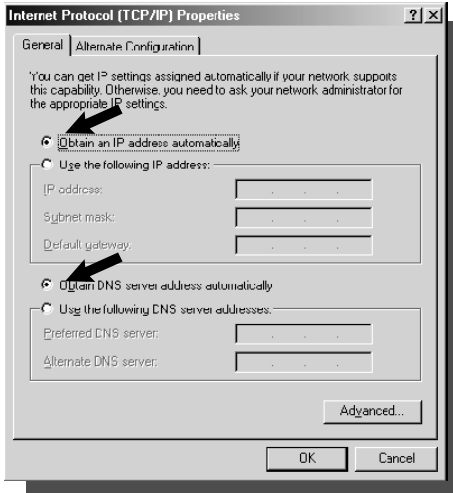 Internet Protocol (TCP/IP) Properties
? X
General
Alternate Configuration
You can get IP settings assigned automatically if your network supports
this capability. Otherwise, you need to ask your network administrator for
the appropriate IP settings.
Obtain an IP address automatically
Use the following IP address:
IP address:
Subnet mask:
Default gateway:
Obtain DNS server address automatically
Use the following DNS server addresses:
Preferred DNS server:
Alternate DNS server:
Advanced...
OK
Cancel